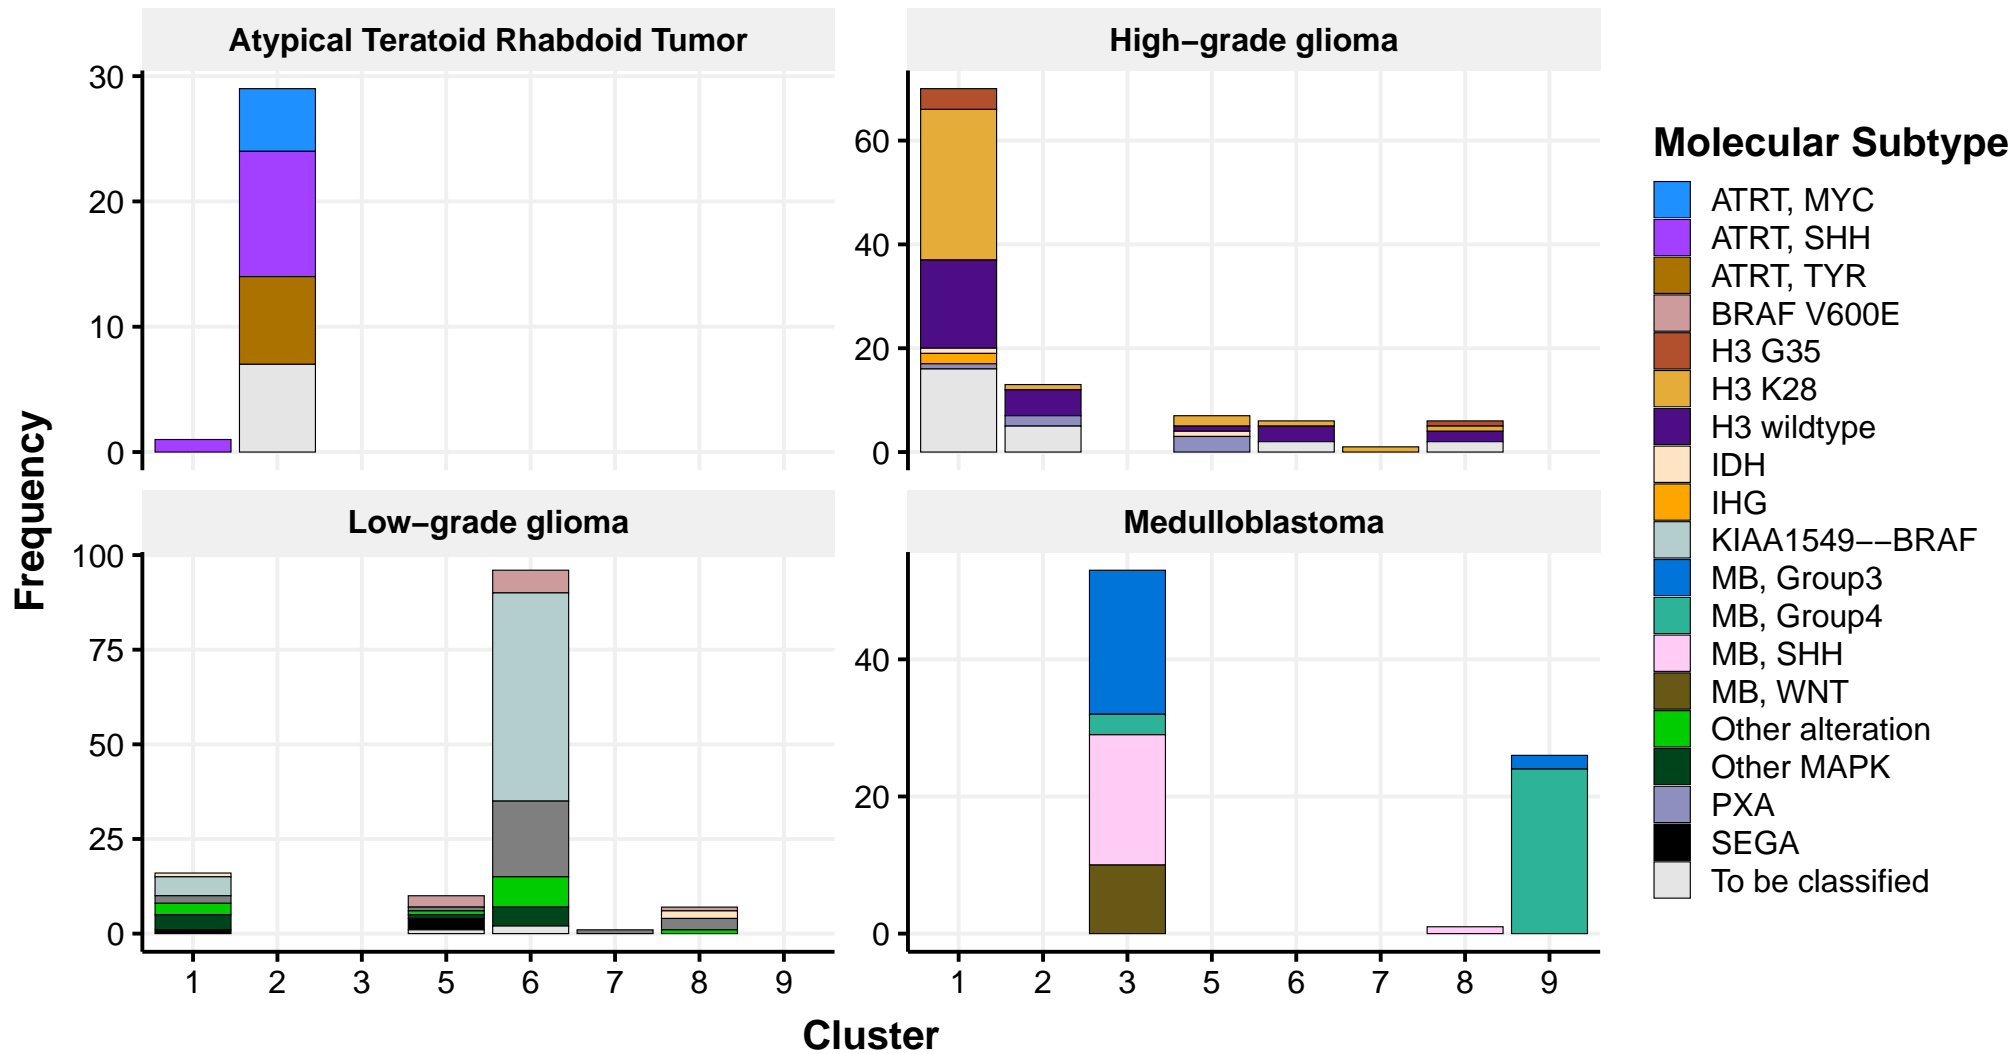 Atypical Teratoid Rhabdoid Tumor
High−grade glioma
30
20
10
0
60
40
20
0
Low−grade glioma
Medulloblastoma
100
75
50
25
0
40
20
0
1 2 3 5 6 7 8 9
1 2 3 5 6 7 8 9
Frequency
Cluster
Molecular Subtype
ATRT, MYC
ATRT, SHH
ATRT, TYR
BRAF V600E
H3 G35
H3 K28
H3 wildtype
IDH
IHG
KIAA1549−−BRAF
MB, Group3
MB, Group4
MB, SHH
MB, WNT
Other alteration
Other MAPK
PXA
SEGA
To be classified